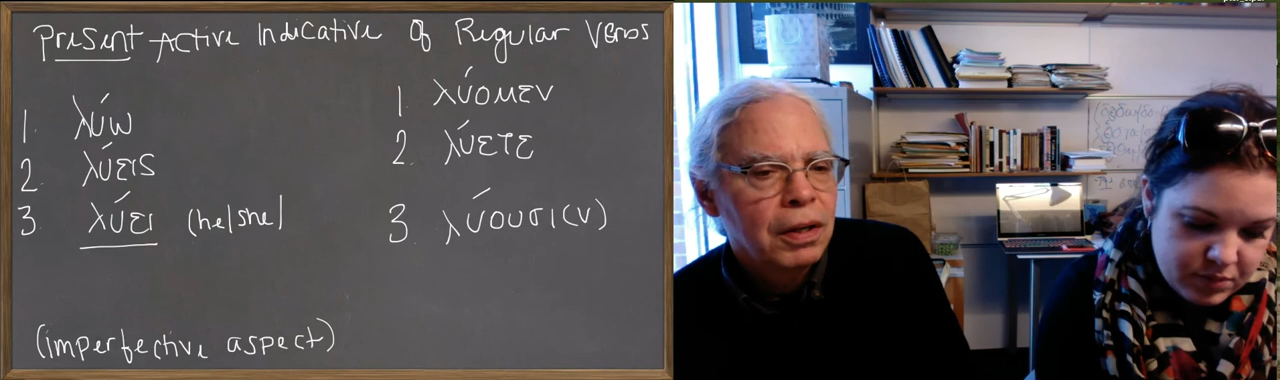 Present Active Indicative Of Regular Verbs
1. λύω
2. λύεις
3. λύει (he/she)
1. λύομεν
2. λύετε
3. λύουσι(ν)
(imperfective aspect)